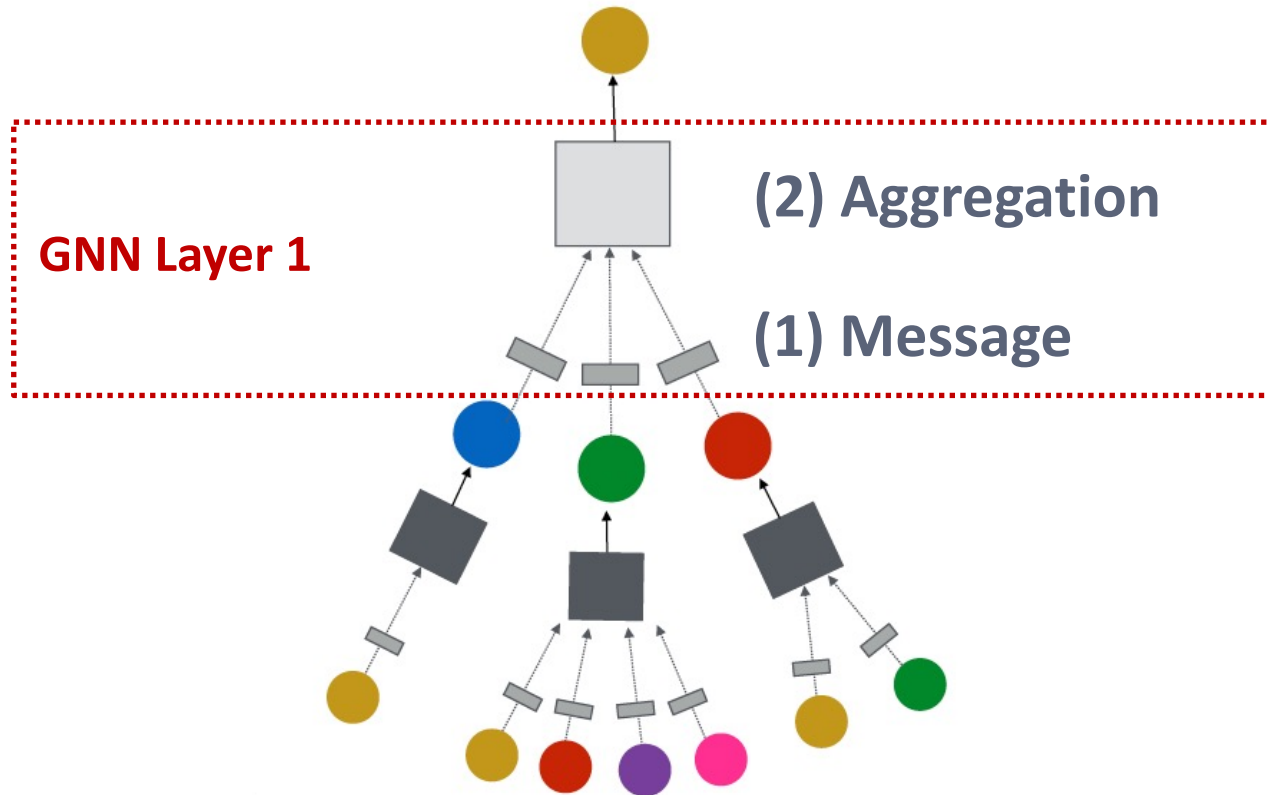 (2) Aggregation
GNN Layer 1
(1) Message